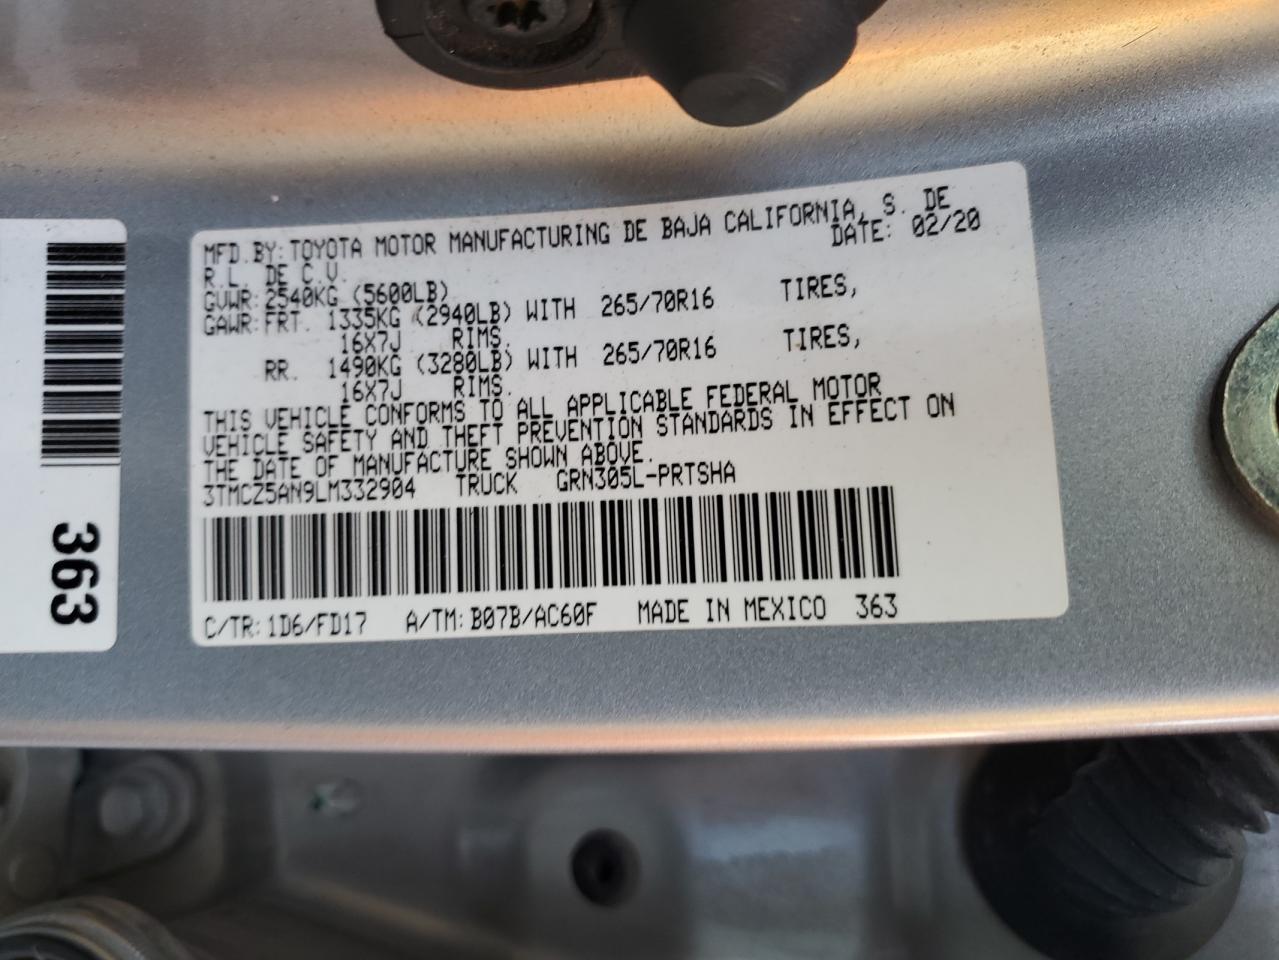 MFD.BY: TOYOTA MOTOR MANUFACTURING DE BAJA CALIFORNIA, S. DE
R.L. DE C.V. DATE: 02/20
GVWR: 2540KG (5600LB)
GAWR: FRT. 1335KG (2940LB) WITH 265/70R16 TIRES,
16X7J RIMS.
RR. 1490KG (3280LB) WITH 265/70R16 TIRES,
16X7J RIMS.
THIS VEHICLE CONFORMS TO ALL APPLICABLE FEDERAL MOTOR
VEHICLE SAFETY AND THEFT PREVENTION STANDARDS IN EFFECT ON
THE DATE OF MANUFACTURE SHOWN ABOVE.
3TMCZ5AN9LM332904 TRUCK GRN305L-PRTSHA
C/TR: 1D6/FD17 A/TM: B07B/AC60F MADE IN MEXICO 363
363